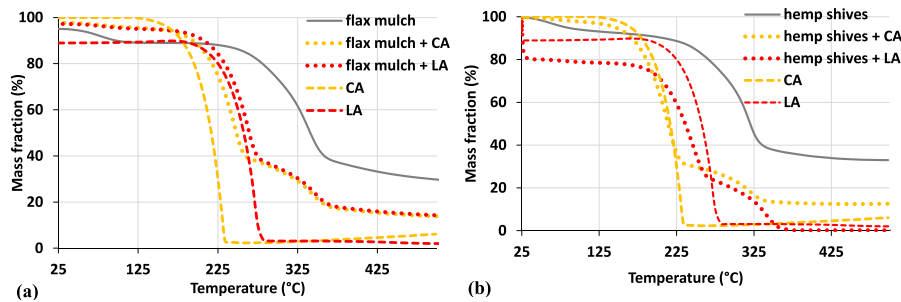 100
80
60
40
20
0
Mass fraction (%)
flax mulch
flax mulch + CA
flax mulch + LA
CA
LA
25
125
225
325
425
Temperature (°C)
(a)
100
80
60
40
20
0
Mass fraction (%)
hemp shives
hemp shives + CA
hemp shives + LA
CA
LA
25
125
225
325
425
Temperature (°C)
(b)